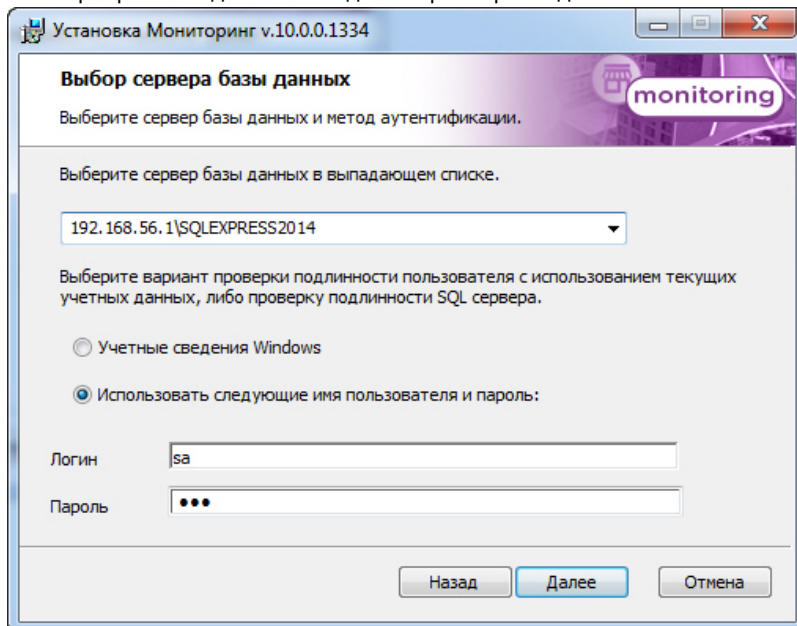 Установка Мониторинг v.10.0.0.1334
Выбор сервера базы данных
monitoring
Выберите сервер базы данных и метод аутентификации.
Выберите сервер базы данных в выпадающем списке.
192.168.56.1\SQLEXPRESS2014
Выберите вариант проверки подлинности пользователя с использованием текущих
учетных данных, либо проверку подлинности SQL сервера.
Учетные сведения Windows
Использовать следующие имя пользователя и пароль:
Логин sa
Пароль ●●●
Назад Далее Отмена